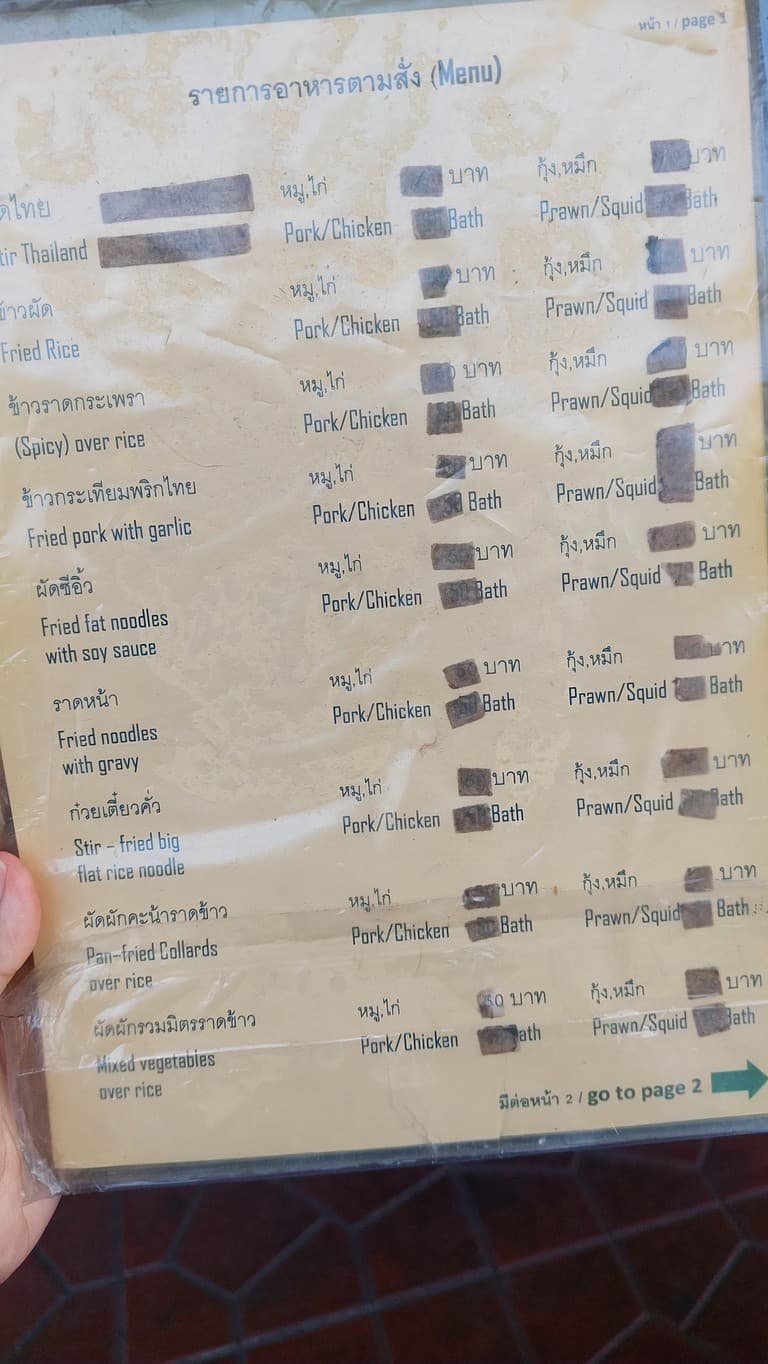 หน้า 1 / page 1
รายการอาหารตามสั่ง (Menu)
ดไทย หมู,ไก่ บาท กุ้ง,หมึก บาท
tir Thailand Pork/Chicken Bath Prawn/Squid Bath
ข้าวผัด หมู,ไก่ บาท กุ้ง,หมึก บาท
Fried Rice Pork/Chicken Bath Prawn/Squid Bath
ข้าวราดกระเพรา หมู,ไก่ บาท กุ้ง,หมึก บาท
(Spicy) over rice Pork/Chicken Bath Prawn/Squid Bath
ข้าวกระเทียมพริกไทย หมู,ไก่ บาท กุ้ง,หมึก บาท
Fried pork with garlic Pork/Chicken Bath Prawn/Squid Bath
ผัดซีอิ้ว หมู,ไก่ บาท กุ้ง,หมึก บาท
Fried fat noodles Pork/Chicken Bath Prawn/Squid Bath
with soy sauce
ราดหน้า หมู,ไก่ บาท กุ้ง,หมึก บาท
Fried noodles Pork/Chicken Bath Prawn/Squid Bath
with gravy
ก๋วยเตี๋ยวคั่ว หมู,ไก่ บาท กุ้ง,หมึก บาท
Stir - fried big Pork/Chicken Bath Prawn/Squid Bath
flat rice noodle
ผัดผักคะน้าราดข้าว หมู,ไก่ บาท กุ้ง,หมึก บาท
Pan-fried Collards Pork/Chicken Bath Prawn/Squid Bath
over rice
ผัดผักรวมมิตรราดข้าว หมู,ไก่ บาท กุ้ง,หมึก บาท
Mixed vegetables Pork/Chicken Bath Prawn/Squid Bath
over rice
มีต่อหน้า 2 / go to page 2